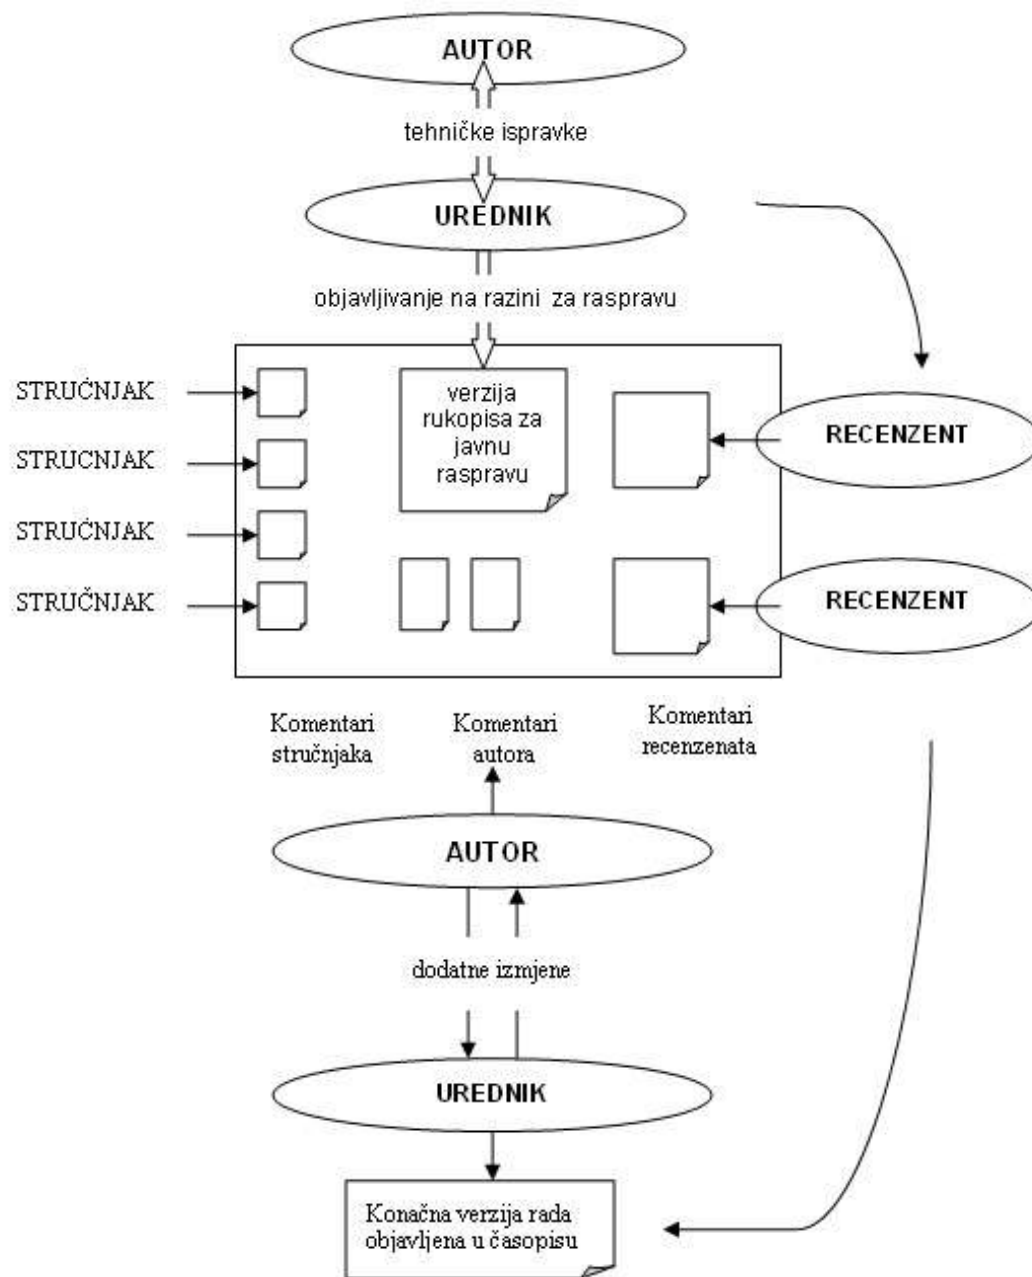 AUTOR
tehničke ispravke
UREDNIK
objavljivanje na razini za raspravu
STRUČNJAK
STRUČNJAK
STRUČNJAK
STRUČNJAK
verzija
rukopisa za
javnu
raspravu
RECENZENT
RECENZENT
Komentari
stručnjaka
Komentari
autora
Komentari
recenzenata
AUTOR
dodatne izmjene
UREDNIK
Konačna verzija rada
objavljena u časopisu